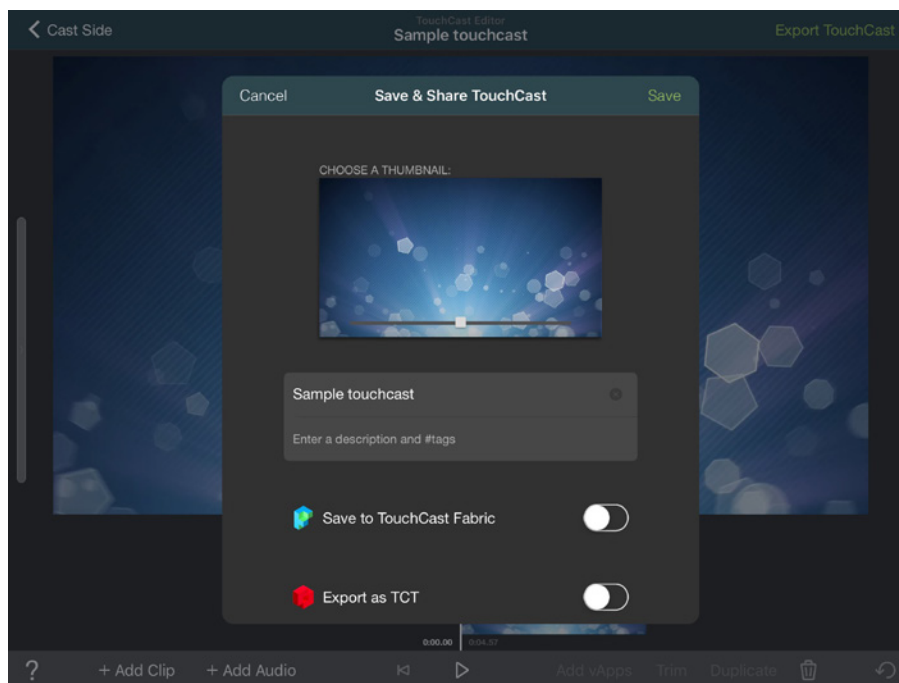 TouchCast Editor
Cast Side
Sample touchcast
Export TouchCast
Cancel
Save & Share TouchCast
Save
CHOOSE A THUMBNAIL:
Sample touchcast
Enter a description and #tags
Save to TouchCast Fabric
Export as TCT
0:00.00
0:04.57
?
+ Add Clip
+ Add Audio
Add vApps
Trim
Duplicate